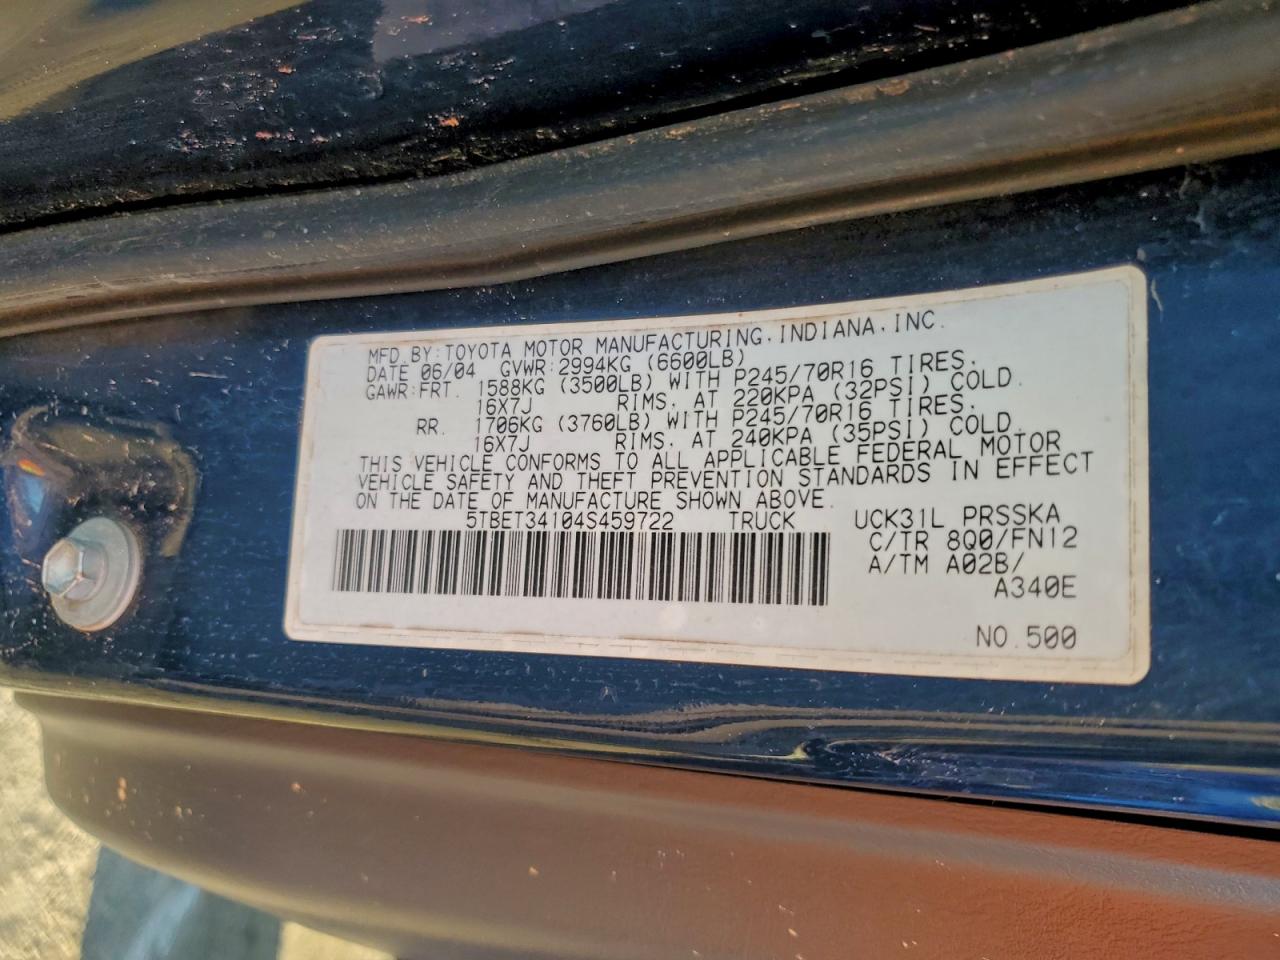 MFD. BY: TOYOTA MOTOR MANUFACTURING, INDIANA, INC.
DATE 06/04 GVWR: 2994KG (6600LB)
GAWR: FRT. 1588KG (3500LB) WITH P245/70R16 TIRES,
16X7J RIMS, AT 220KPA (32PSI) COLD.
RR. 1706KG (3760LB) WITH P245/70R16 TIRES,
16X7J RIMS, AT 240KPA (35PSI) COLD.
THIS VEHICLE CONFORMS TO ALL APPLICABLE FEDERAL MOTOR
VEHICLE SAFETY AND THEFT PREVENTION STANDARDS IN EFFECT
ON THE DATE OF MANUFACTURE SHOWN ABOVE.
5TBET34104S459722 TRUCK UCK31L PRSSKA
C/TR 8Q0/FN12
A/TM A02B/
A340E
NO. 500